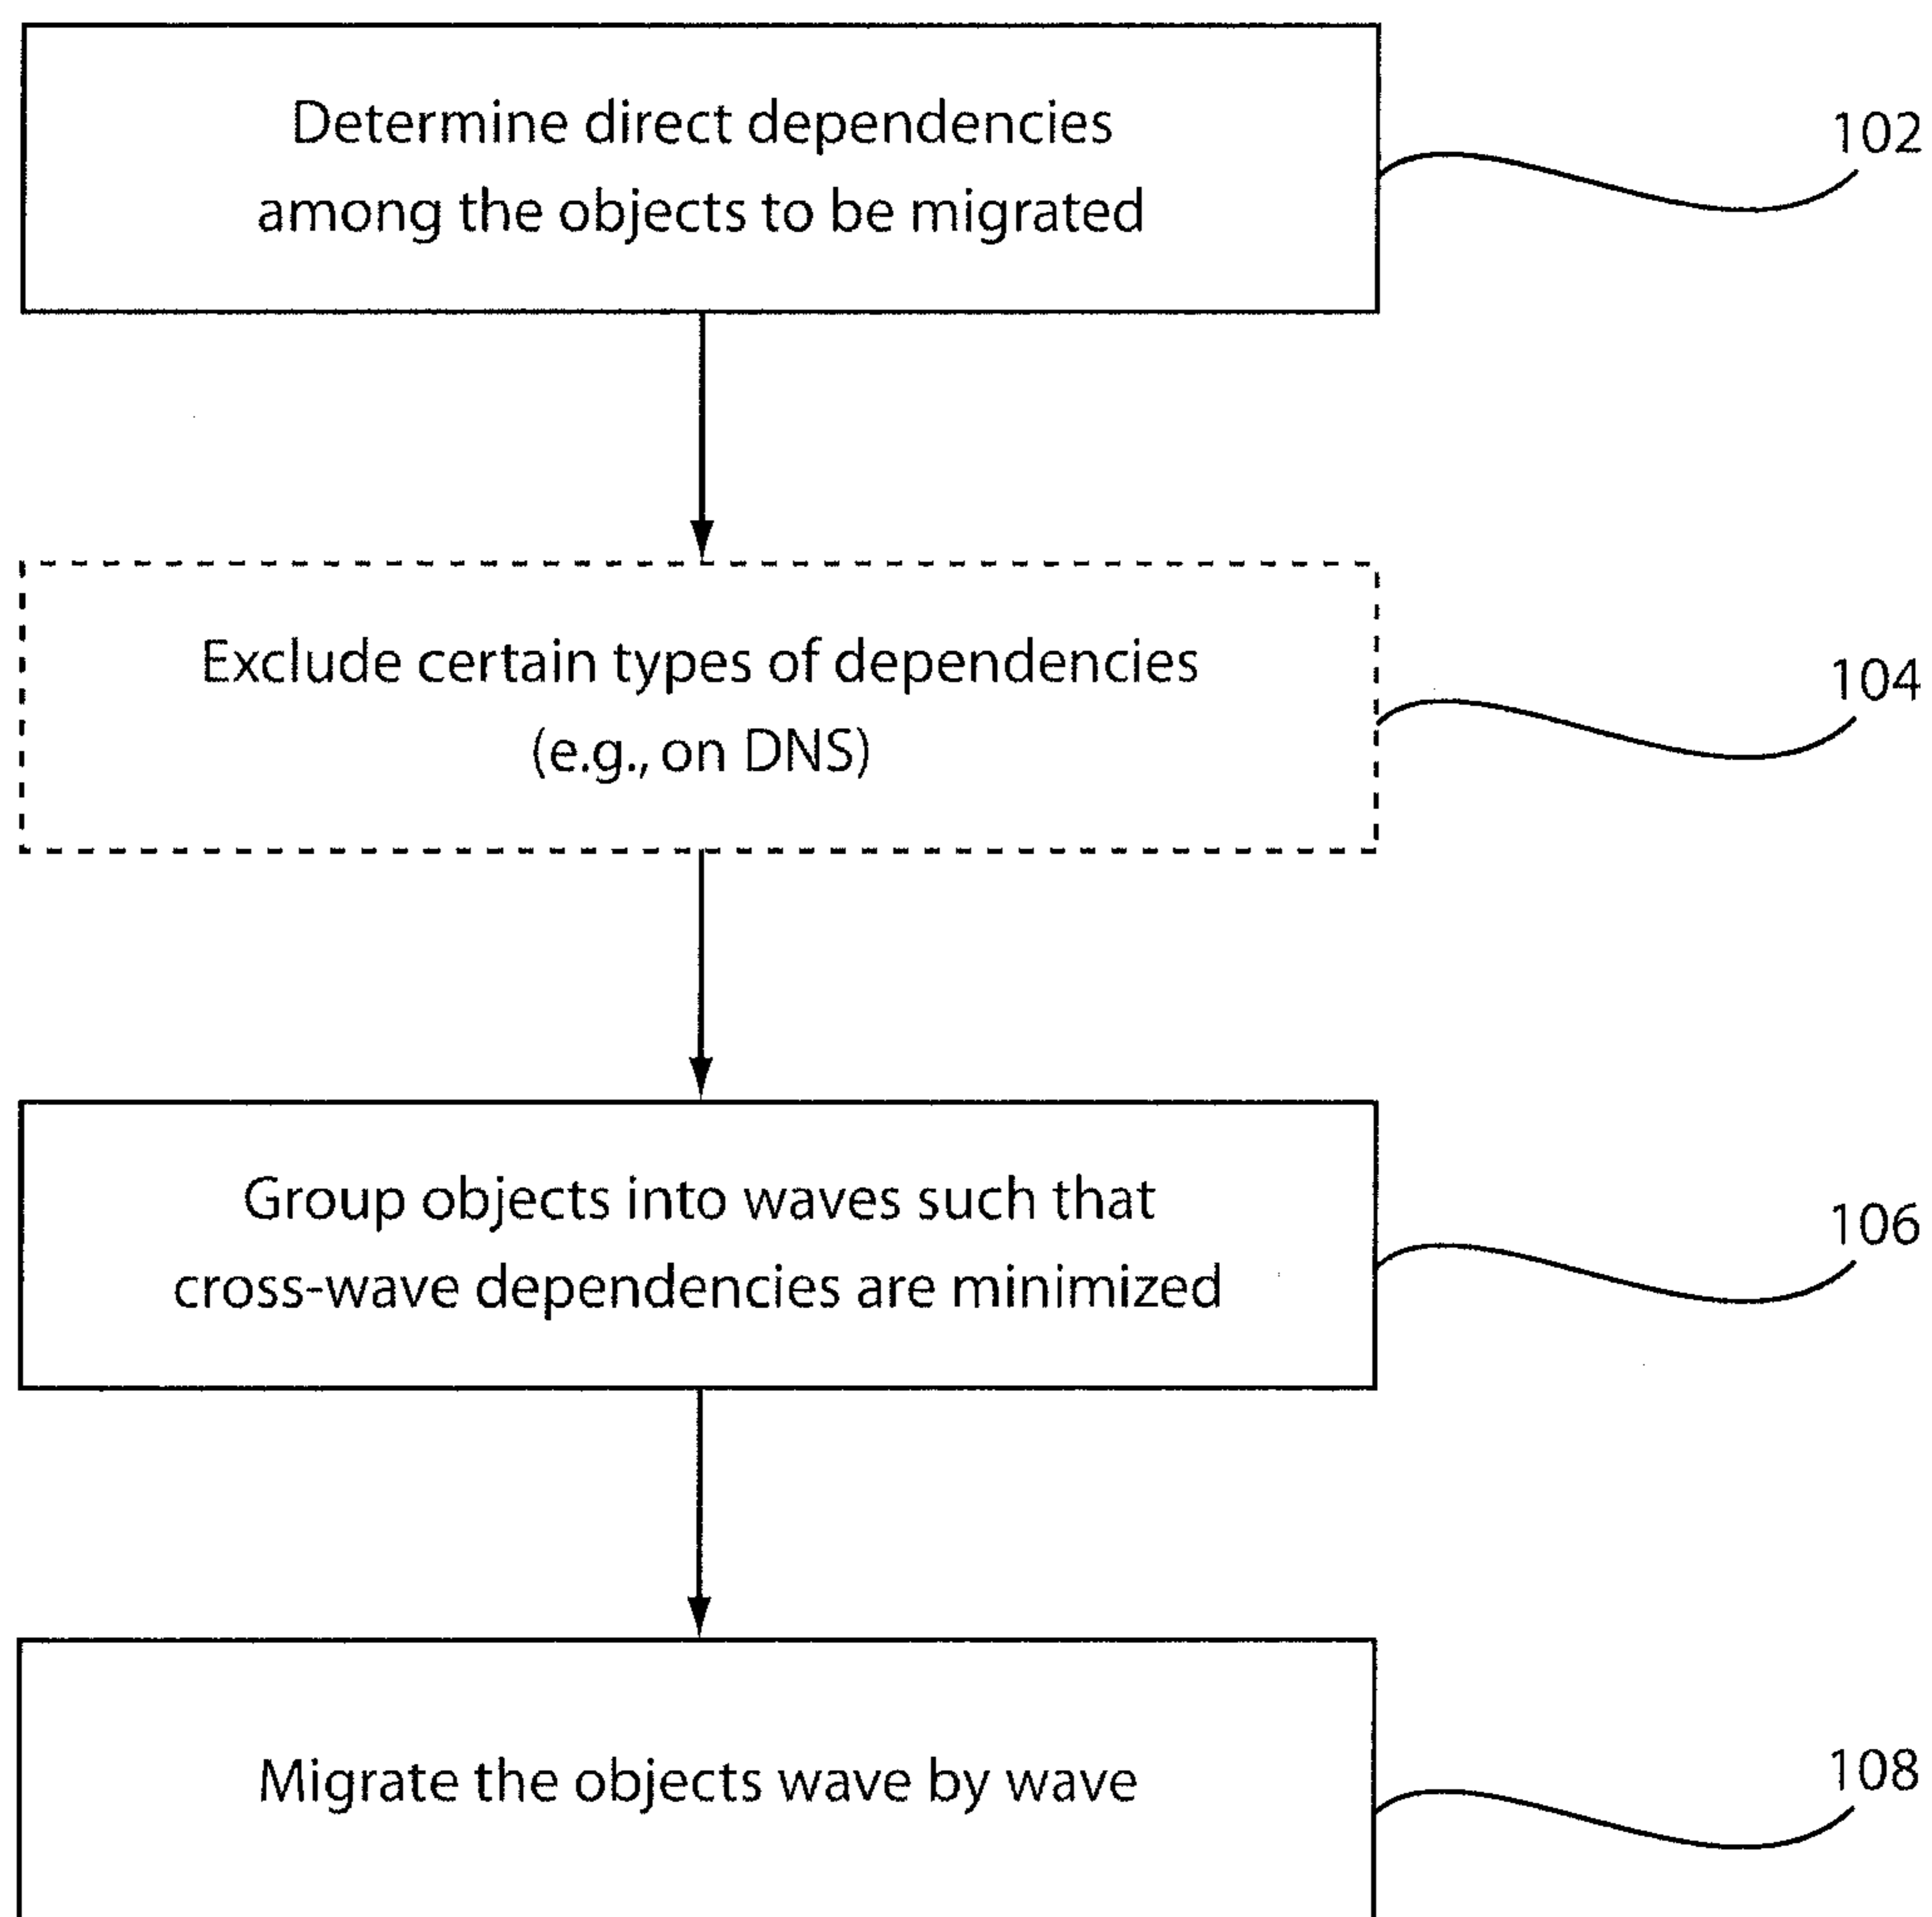 Determine direct dependencies
among the objects to be migrated
102
Exclude certain types of dependencies
(e.g., on DNS)
104
Group objects into waves such that
cross-wave dependencies are minimized
106
Migrate the objects wave by wave
108